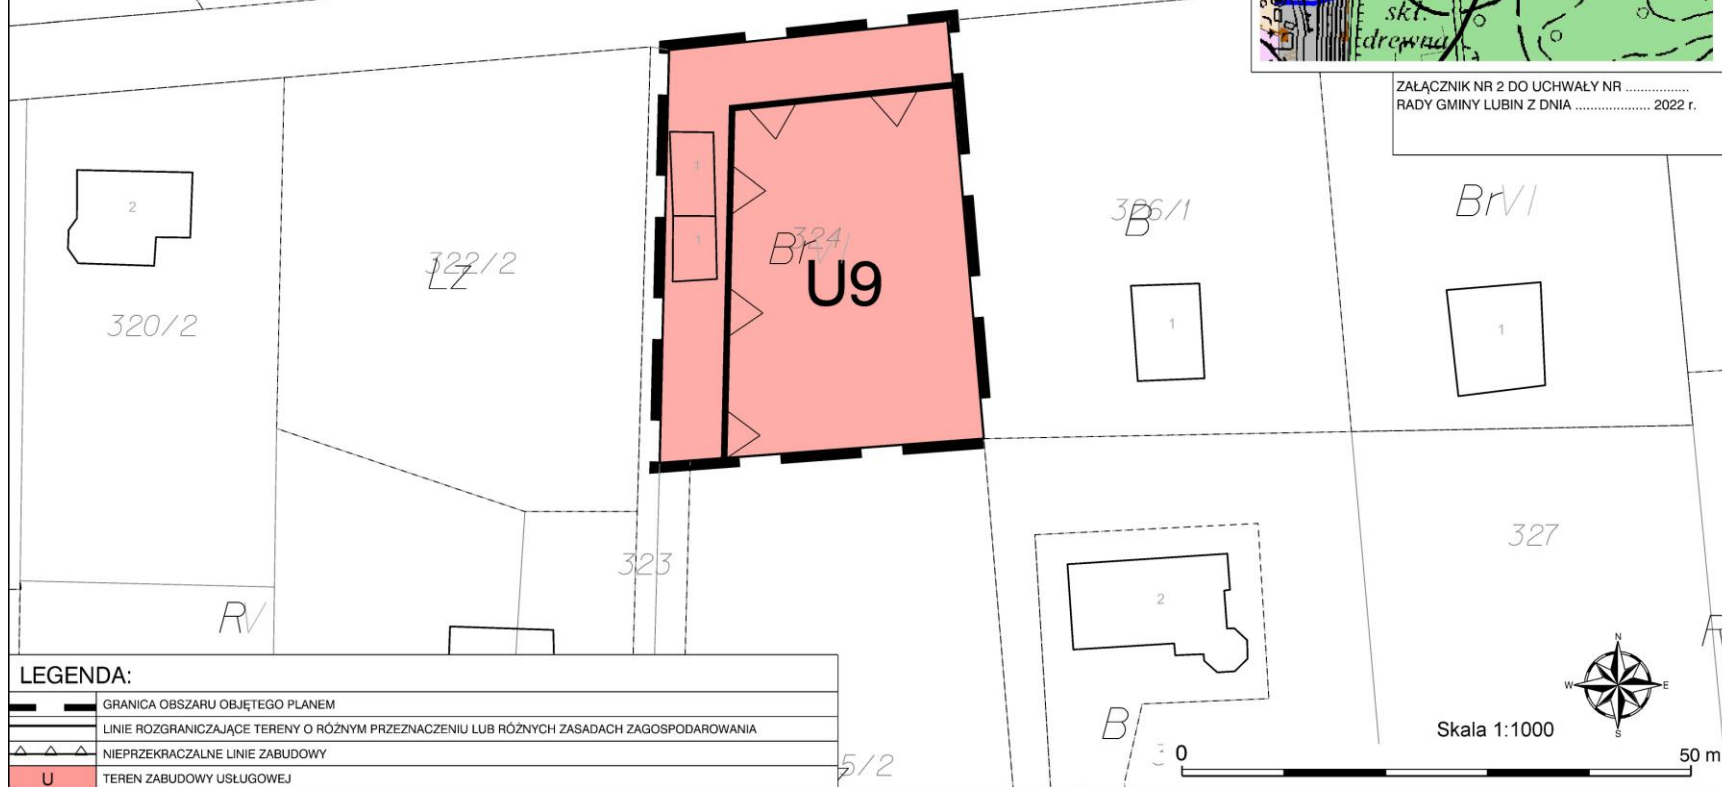 skł.
drewna
ZAŁĄCZNIK NR 2 DO UCHWAŁY NR ................
RADY GMINY LUBIN Z DNIA ................... 2022 r.
2
320/2
322/2
Lz
1
1
324
BrVI
U9
326/1
B
1
BrVI
1
323
RV
327
2
B
5/2
LEGENDA:
GRANICA OBSZARU OBJĘTEGO PLANEM
LINIE ROZGRANICZAJĄCE TERENY O RÓŻNYM PRZEZNACZENIU LUB RÓŻNYCH ZASADACH ZAGOSPODAROWANIA
NIEPRZEKRACZALNE LINIE ZABUDOWY
U TEREN ZABUDOWY USŁUGOWEJ
N
W E
S
Skala 1:1000
0 50 m